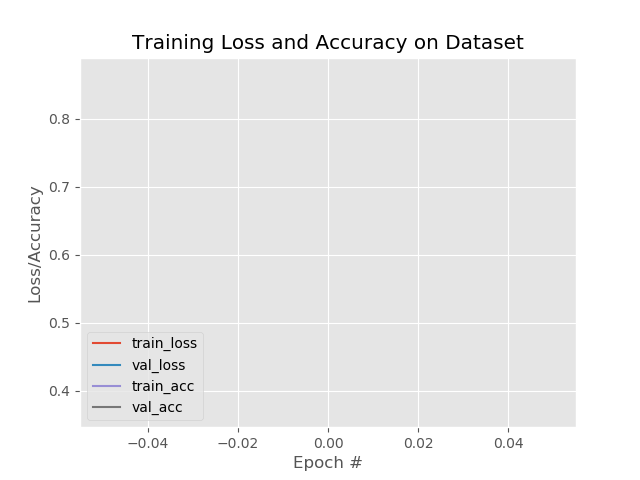 Training Loss and Accuracy on Dataset
Loss/Accuracy
0.8
0.7
0.6
0.5
0.4
train_loss
val_loss
train_acc
val_acc
−0.04 −0.02 0.00 0.02 0.04
Epoch #